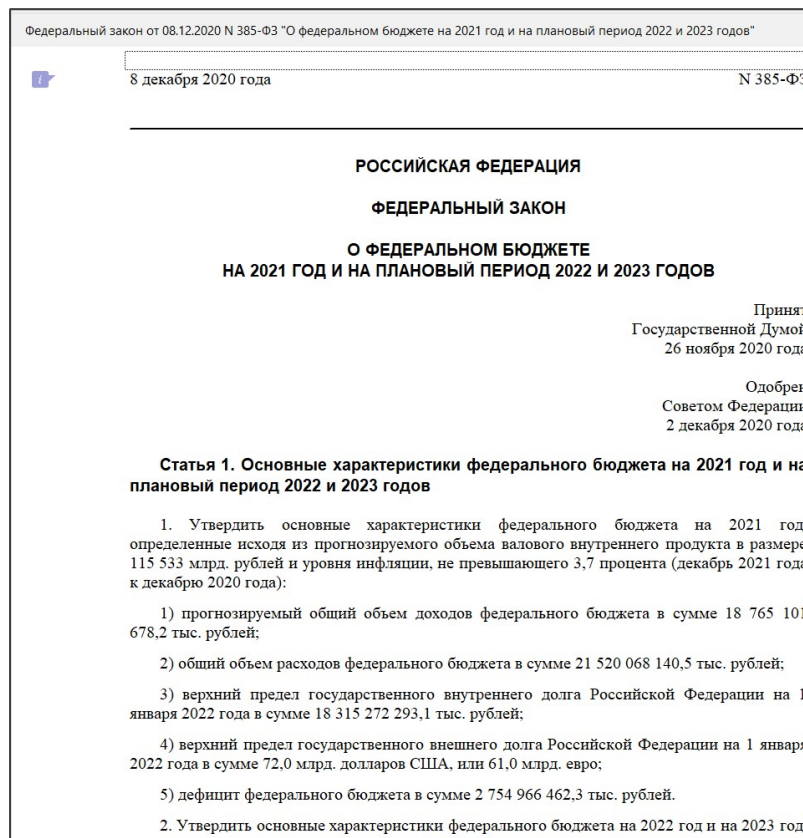 Федеральный закон от 08.12.2020 N 385-ФЗ "О федеральном бюджете на 2021 год и на плановый период 2022 и 2023 годов"
8 декабря 2020 года N 385-ФЗ
РОССИЙСКАЯ ФЕДЕРАЦИЯ
ФЕДЕРАЛЬНЫЙ ЗАКОН
О ФЕДЕРАЛЬНОМ БЮДЖЕТЕ
НА 2021 ГОД И НА ПЛАНОВЫЙ ПЕРИОД 2022 И 2023 ГОДОВ
Принят
Государственной Думой
26 ноября 2020 года
Одобрен
Советом Федерации
2 декабря 2020 года
Статья 1. Основные характеристики федерального бюджета на 2021 год и на
плановый период 2022 и 2023 годов
1. Утвердить основные характеристики федерального бюджета на 2021 год,
определенные исходя из прогнозируемого объема валового внутреннего продукта в размере
115 533 млрд. рублей и уровня инфляции, не превышающего 3,7 процента (декабрь 2021 года
к декабрю 2020 года):
1) прогнозируемый общий объем доходов федерального бюджета в сумме 18 765 101
678,2 тыс. рублей;
2) общий объем расходов федерального бюджета в сумме 21 520 068 140,5 тыс. рублей;
3) верхний предел государственного внутреннего долга Российской Федерации на 1
января 2022 года в сумме 18 315 272 293,1 тыс. рублей;
4) верхний предел государственного внешнего долга Российской Федерации на 1 января
2022 года в сумме 72,0 млрд. долларов США, или 61,0 млрд. евро;
5) дефицит федерального бюджета в сумме 2 754 966 462,3 тыс. рублей.
2. Утвердить основные характеристики федерального бюджета на 2022 год и на 2023 год